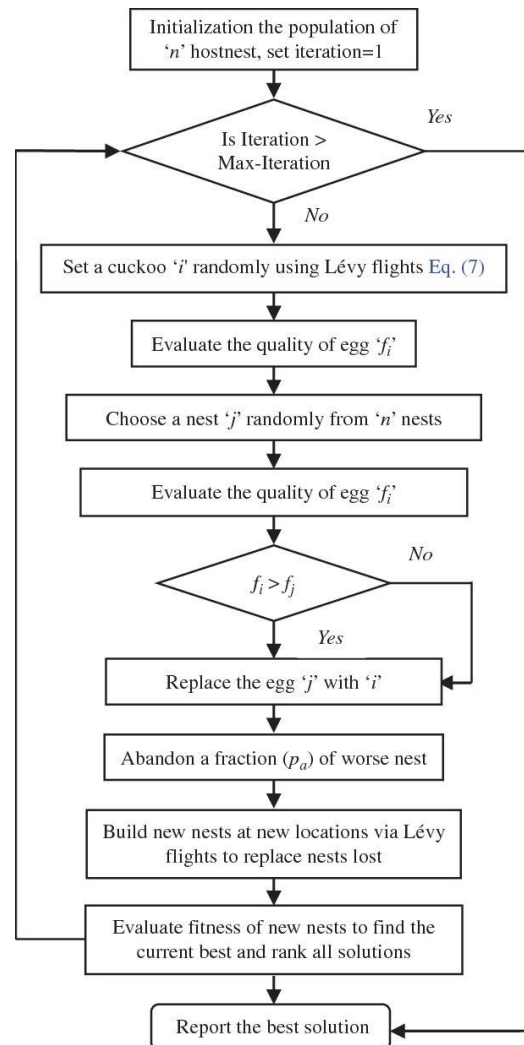 Initialization the population of
‘n’ hostnest, set iteration=1
Is Iteration >
Max-Iteration
Yes
No
Set a cuckoo ‘i' randomly using Lévy flights Eq. (7)
Evaluate the quality of egg ‘fi’
Choose a nest ‘j’ randomly from ‘n’ nests
Evaluate the quality of egg ‘fi’
fi > fj
No
Yes
Replace the egg ‘j’ with ‘i’
Abandon a fraction (pa) of worse nest
Build new nests at new locations via Lévy
flights to replace nests lost
Evaluate fitness of new nests to find the
current best and rank all solutions
Report the best solution